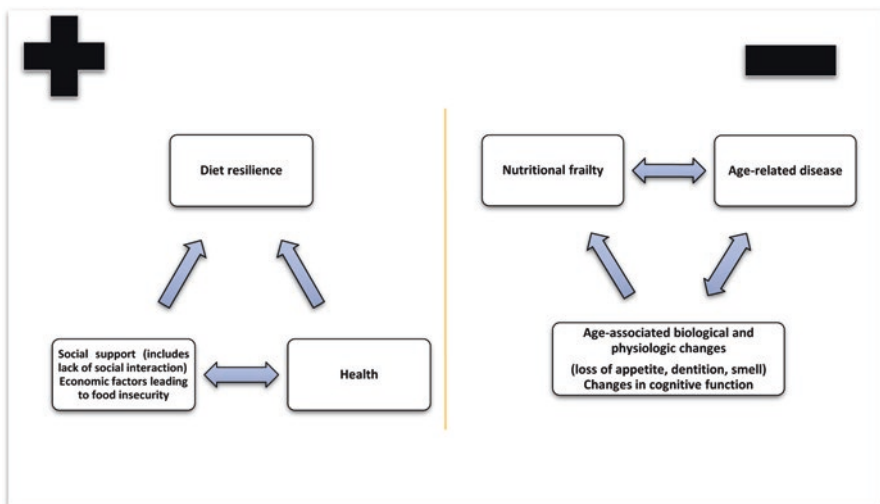 Diet resilience
Social support (includes
lack of social interaction)
Economic factors leading
to food insecurity
Health
Nutritional frailty
Age-related disease
Age-associated biological and
physiologic changes
(loss of appetite, dentition, smell)
Changes in cognitive function